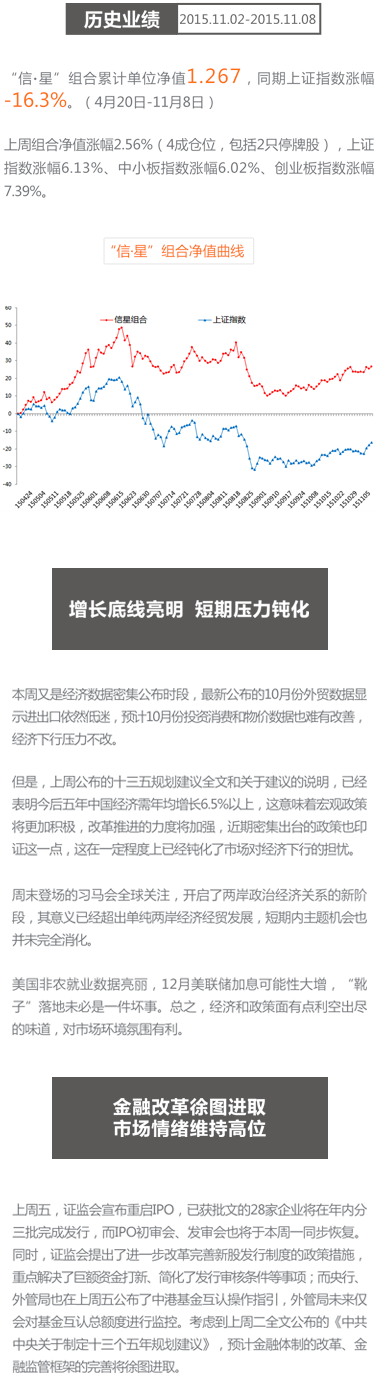 历史业绩 2015.11.02-2015.11.08
“信·星”组合累计单位净值1.267，同期上证指数涨幅
-16.3%。（4月20日-11月8日）
上周组合净值涨幅2.56%（4成仓位，包括2只停牌股），上证
指数涨幅6.13%、中小板指数涨幅6.02%、创业板指数涨幅
7.39%。
“信·星”组合净值曲线
信星组合 上证指数
60
50
40
30
20
10
0
-10
-20
-30
-40
150424 150504 150511 150518 150525 150601 150608 150615 150623 150630 150707 150714 150721 150728 150804 150811 150818 150825 150901 150910 150917 150924 151008 151015 151022 151029 151105
增长底线亮明 短期压力钝化
本周又是经济数据密集公布时段，最新公布的10月份外贸数据显
示进出口依然低迷，预计10月份投资消费和物价数据也难有改善，
经济下行压力不改。
但是，上周公布的十三五规划建议全文和关于建议的说明，已经
表明今后五年中国经济需年均增长6.5%以上，这意味着宏观政策
将更加积极，改革推进的力度将加强，近期密集出台的政策也印
证这一点，这在一定程度上已经钝化了市场对经济下行的担忧。
周末登场的习马会全球关注，开启了两岸政治经济关系的新阶
段，其意义已经超出单纯两岸经济经贸发展，短期内主题机会也
并未完全消化。
美国非农就业数据亮丽，12月美联储加息可能性大增，“靴
子”落地未必是一件坏事。总之，经济和政策面有点利空出尽
的味道，对市场环境氛围有利。
金融改革徐图进取
市场情绪维持高位
上周五，证监会宣布重启IPO，已获批文的28家企业将在年内分
三批完成发行，而IPO初审会、发审会也将于本周一同步恢复。
同时，证监会提出了进一步改革完善新股发行制度的政策措施，
重点解决了巨额资金打新、简化了发行审核条件等事项；而央行、
外管局也在上周五公布了中港基金互认操作指引，外管局未来仅
会对基金互认总额度进行监控。考虑到上周二全文公布的《中共
中央关于制定十三个五年规划建议》，预计金融体制的改革、金
融监管框架的完善将徐图进取。